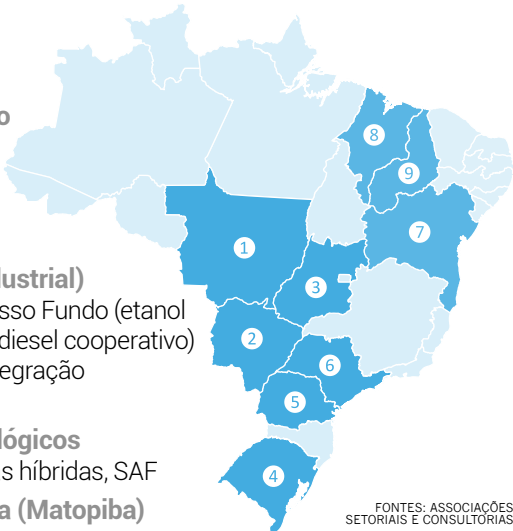 o
8
9
7
1
dustrial)
3
sso Fundo (etanol
diesel cooperativo)
2
egração
6
5
lógicos
s híbridas, SAF
4
a (Matopiba)
FONTES: ASSOCIAÇÕES
SETORIAIS E CONSULTORIAS